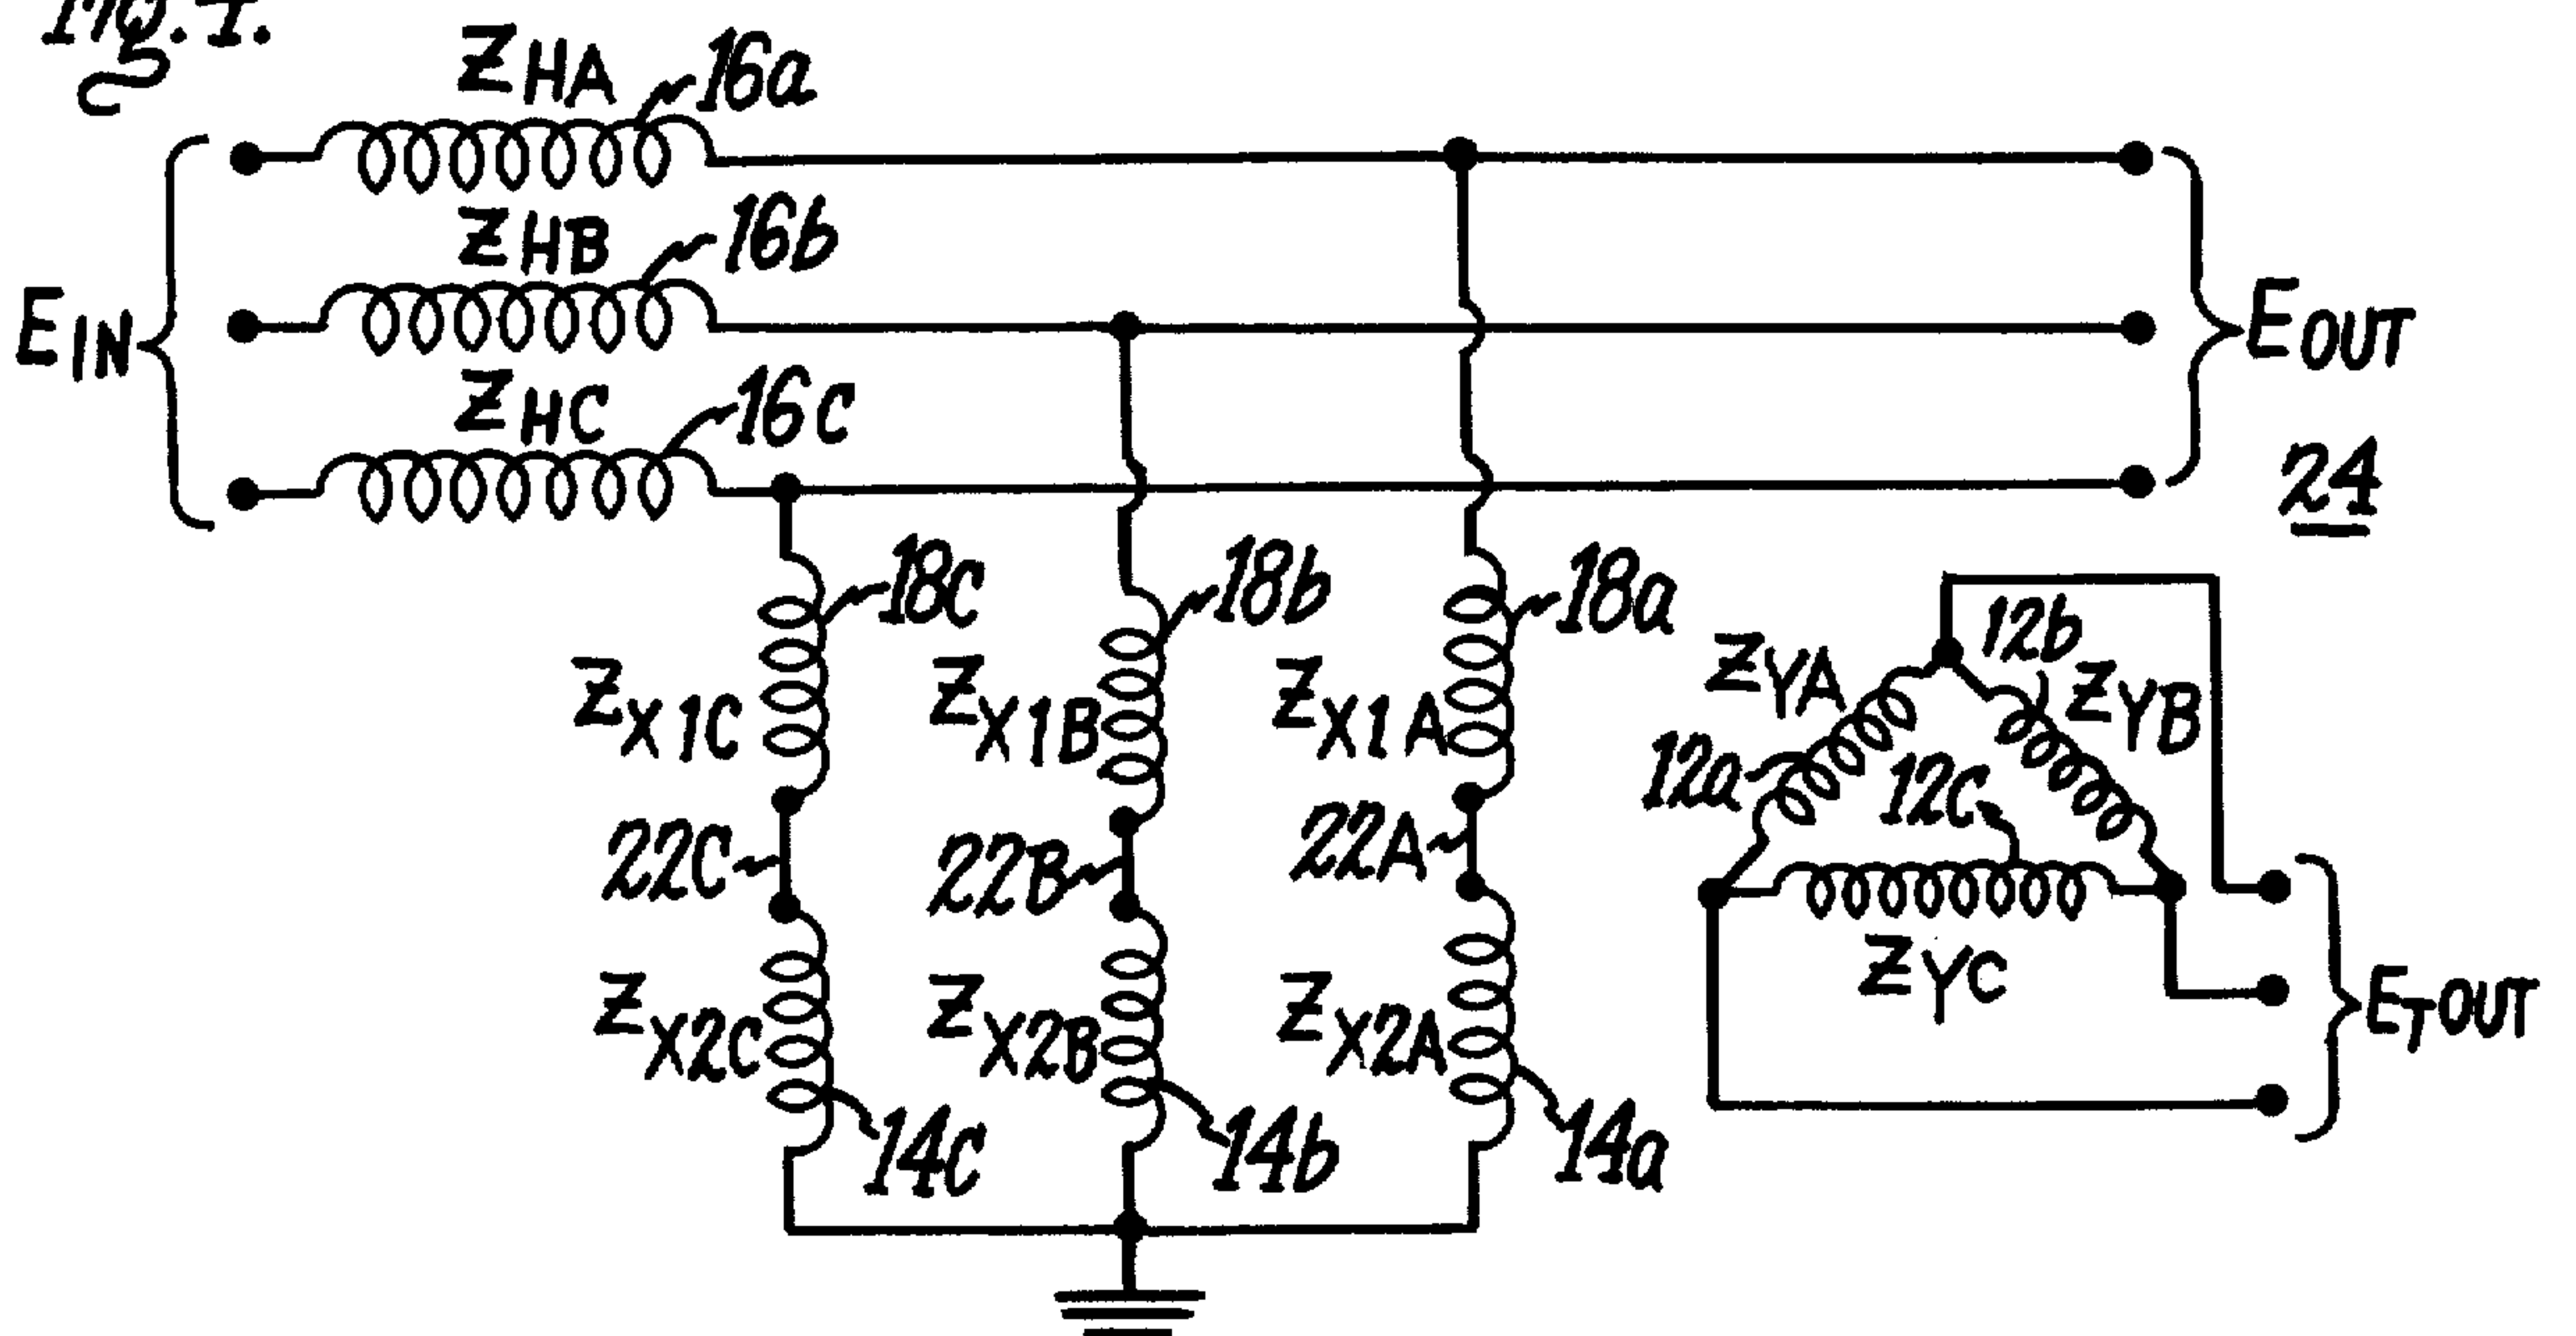 Fig. 4.
ZHA 16a
ZHB 16b
EIN
EOUT
ZHC 16c
24
18c 18b 18a
ZX1C ZX1B ZX1A
ZYA 12b ZYB
12a 12c
22C 22B 22A
ZYC
ZX2C ZX2B ZX2A
ETOUT
14c 14b 14a